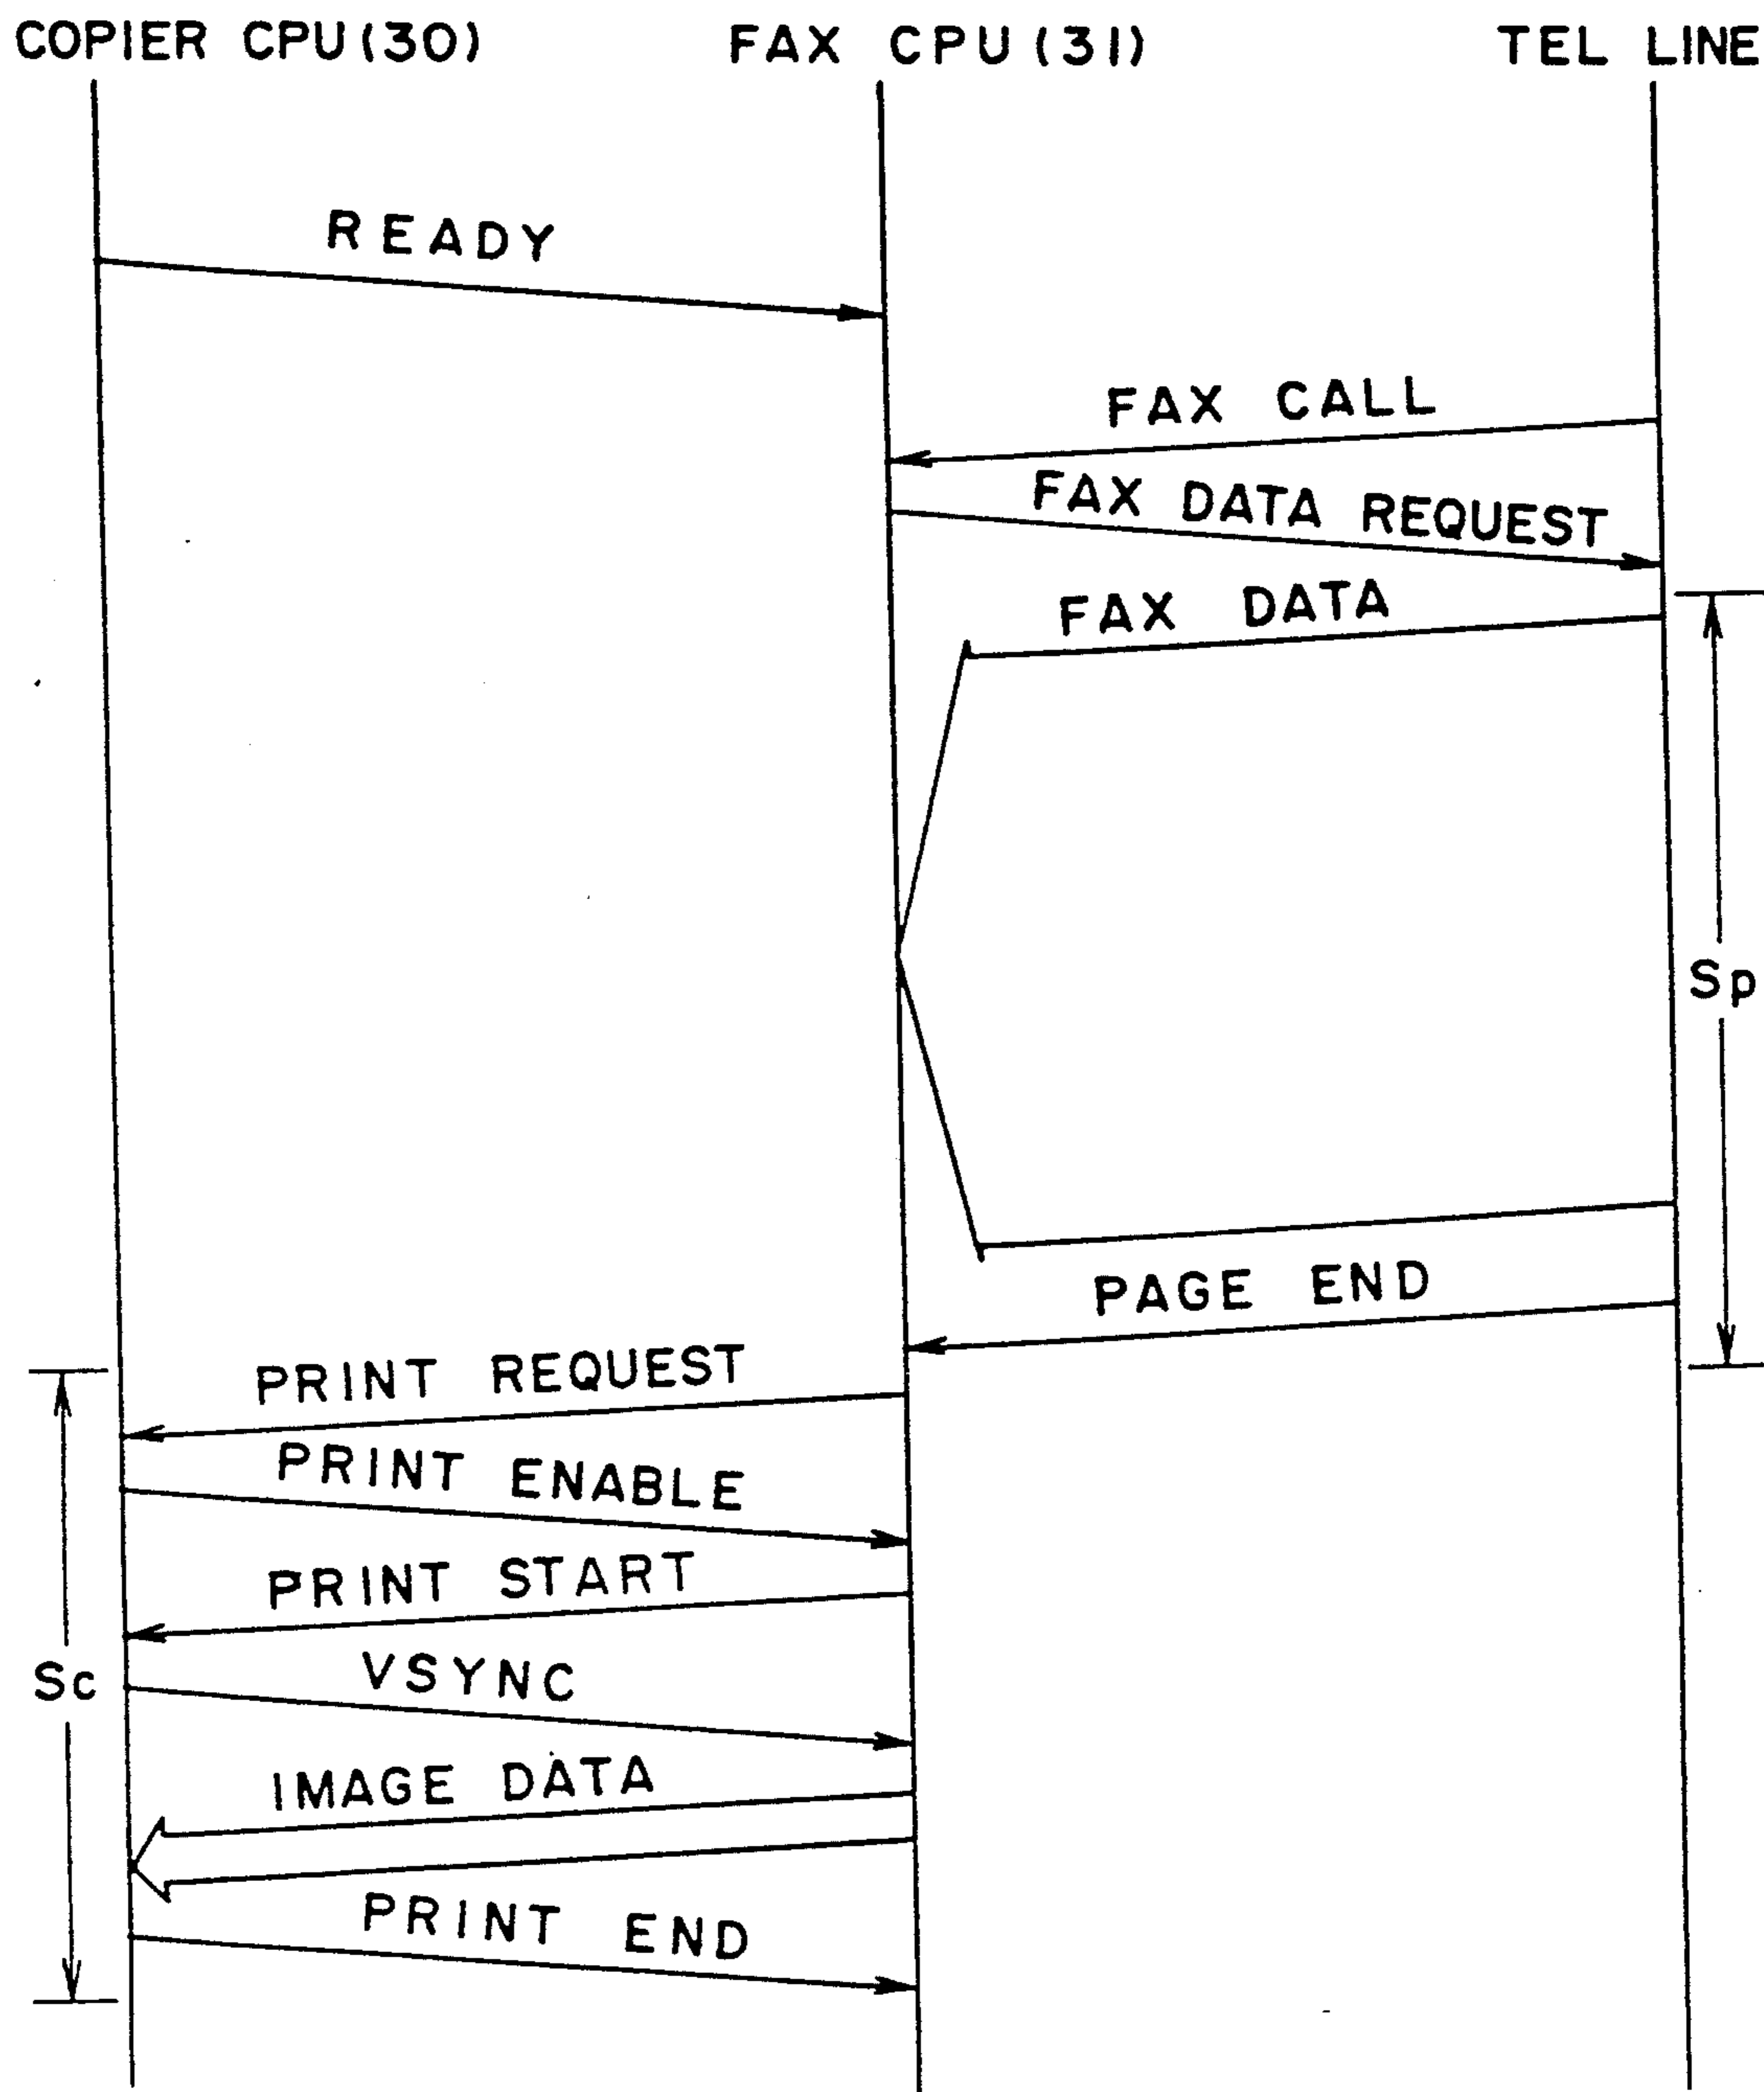 COPIER CPU(30) FAX CPU (31) TEL LINE
READY
FAX CALL
FAX DATA REQUEST
FAX DATA
Sp
PAGE END
PRINT REQUEST
PRINT ENABLE
PRINT START
VSYNC
Sc
IMAGE DATA
PRINT END